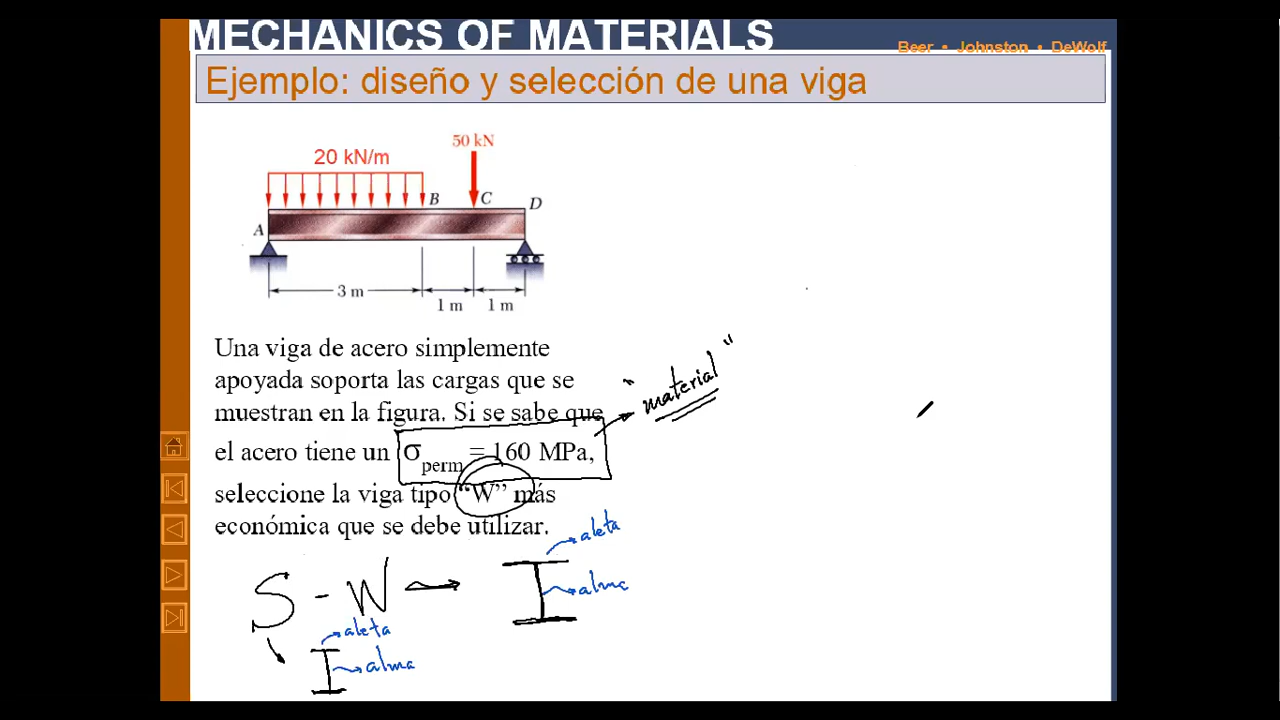 MECHANICS OF MATERIALS
Beer • Johnston • DeWolf
Ejemplo: diseño y selección de una viga
50 kN
20 kN/m
B
C
D
A
3 m
1 m
1 m
Una viga de acero simplemente
apoyada soporta las cargas que se
muestran en la figura. Si se sabe que
el acero tiene un σperm = 160 MPa,
seleccione la viga tipo “W” más
económica que se debe utilizar.
"material"
S - W → I
aleta
alma
I
aleta
alma